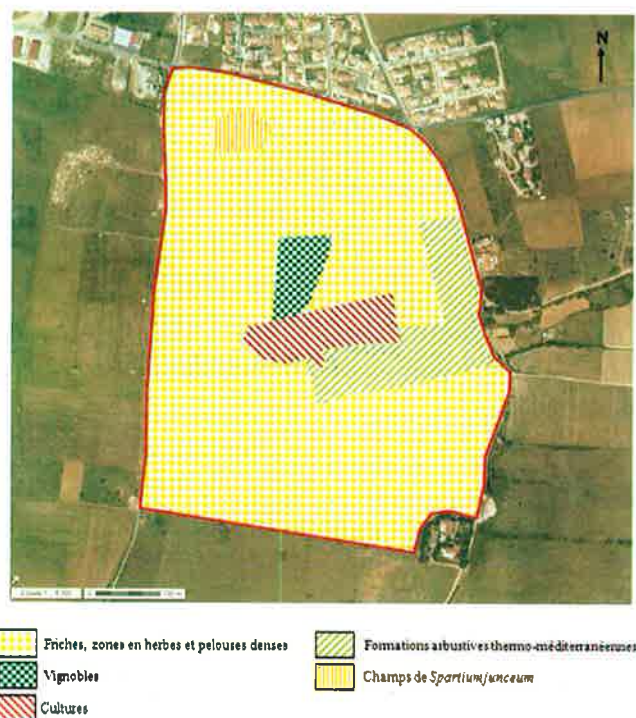 N
Friches, zones en herbes et pelouses denses
Vignobles
Cultures
Formations arbustives thermo-méditerranéennes
Champs de Spartium junceum